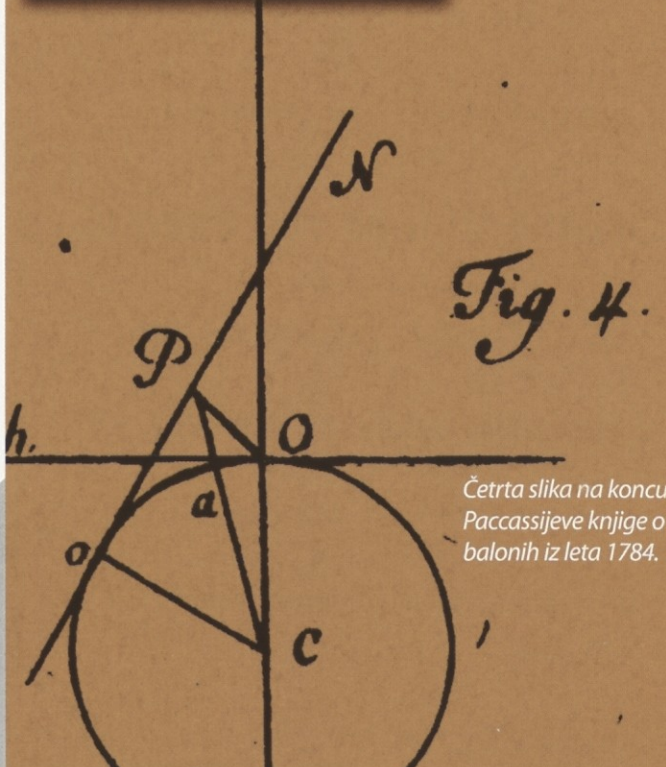 N
Fig. 4.
P
h.
O
a
o
C
Četrta slika na koncu
Paccassijeve knjige o
balonih iz leta 1784.